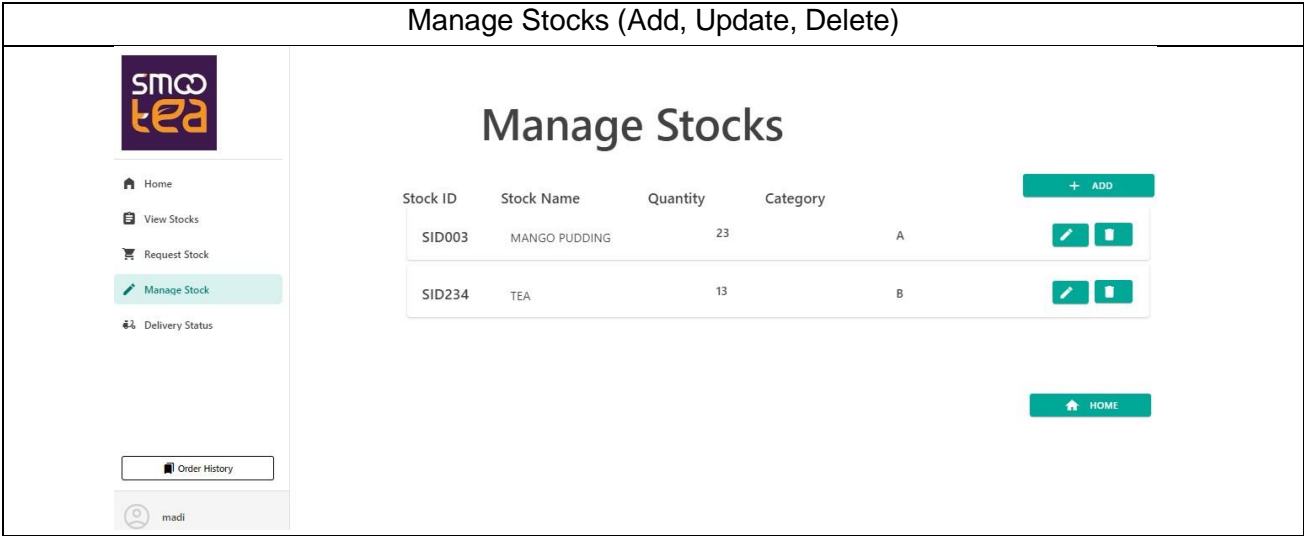 Manage Stocks (Add, Update, Delete)
smoo
tea
Manage Stocks
Home
View Stocks
Request Stock
Manage Stock
Delivery Status
Order History
madi
+ ADD
Stock ID Stock Name Quantity Category
SID003 MANGO PUDDING 23 A
SID234 TEA 13 B
HOME